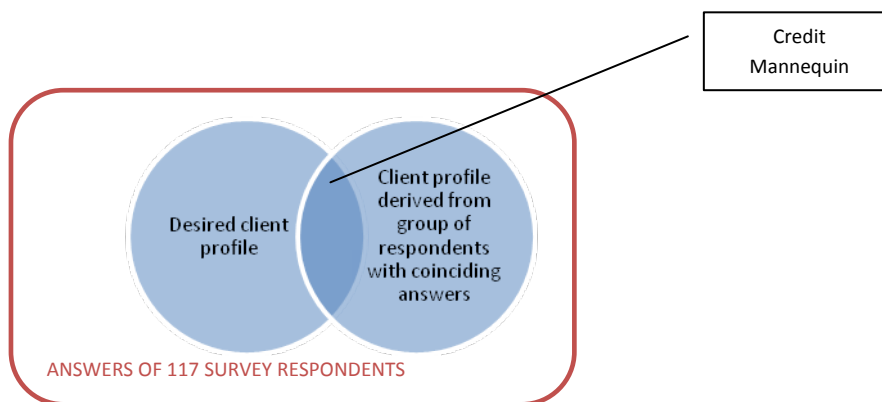 Credit
Mannequin
Desired client
profile
Client profile
derived from
group of
respondents
with coinciding
answers
ANSWERS OF 117 SURVEY RESPONDENTS